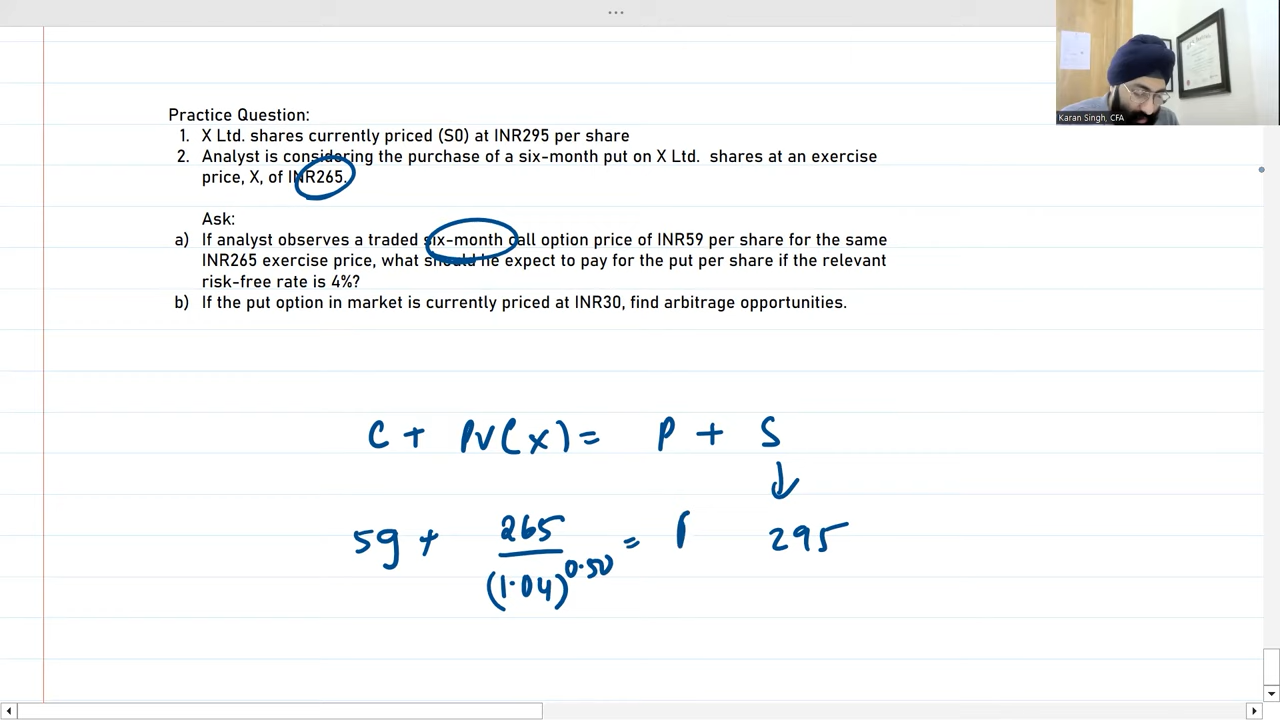 Practice Question:
1. X Ltd. shares currently priced (S0) at INR295 per share
2. Analyst is considering the purchase of a six-month put on X Ltd. shares at an exercise
price, X, of INR265.
Ask:
a) If analyst observes a traded six-month call option price of INR59 per share for the same
INR265 exercise price, what should he expect to pay for the put per share if the relevant
risk-free rate is 4%?
b) If the put option in market is currently priced at INR30, find arbitrage opportunities.
C + PV(X) = P + S
59 + 265 / (1.04)^0.50 = P 295
Karan Singh, CFA